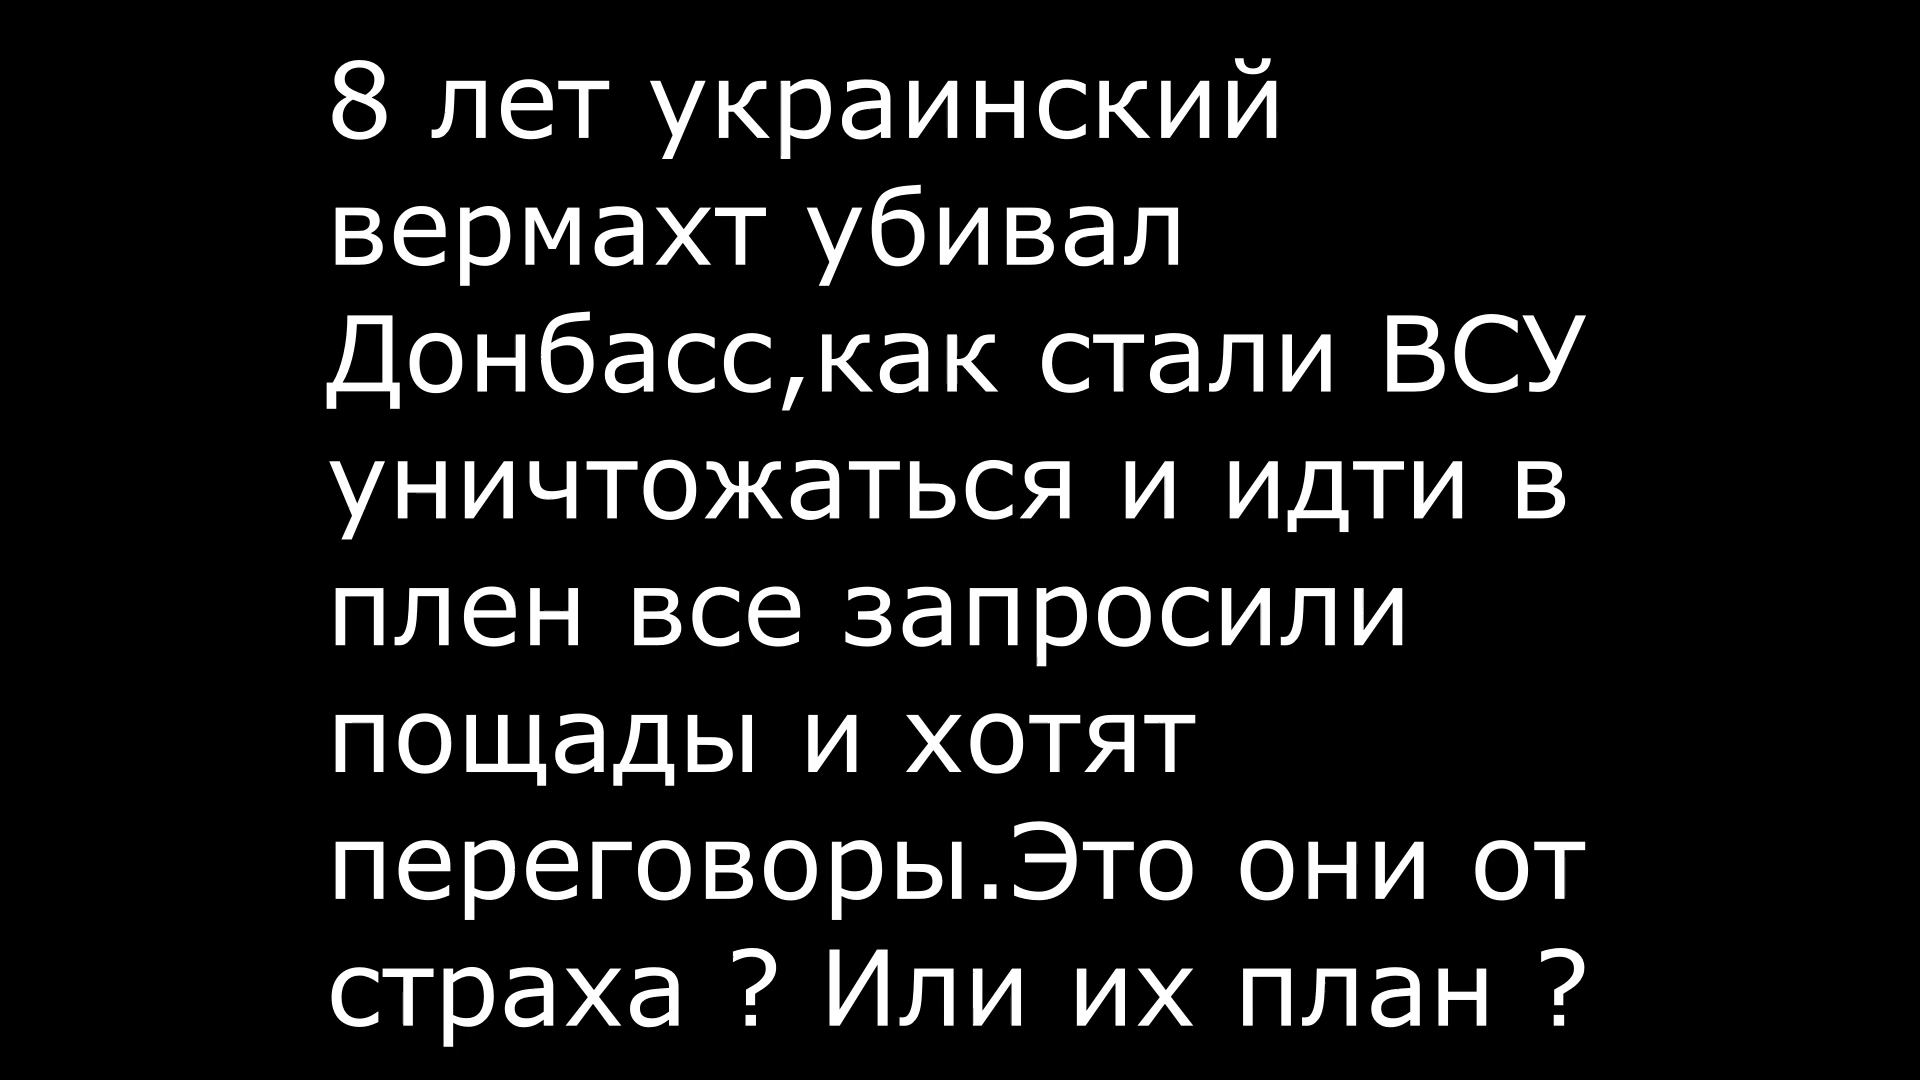 8 лет украинский
вермахт убивал
Донбасс,как стали ВСУ
уничтожаться и идти в
плен все запросили
пощады и хотят
переговоры.Это они от
страха ? Или их план ?